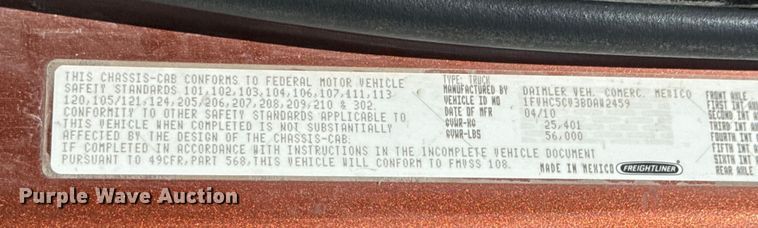 THIS CHASSIS-CAB CONFORMS TO FEDERAL MOTOR VEHICLE
SAFETY STANDARDS 101,102,103,104,106,107,111,113
120,105/121,124,205/206,207,208,209,210 & 302.
CONFORMITY TO OTHER SAFETY STANDARDS APPLICABLE TO
THIS VEHICLE WHEN COMPLETED IS NOT SUBSTANTIALLY
AFFECTED BY THE DESIGN OF THE CHASSIS-CAB.
IF COMPLETED IN ACCORDANCE WITH INSTRUCTIONS IN THE INCOMPLETE VEHICLE DOCUMENT
PURSUANT TO 49CFR,PART 568,THIS VEHICLE WILL CONFORM TO FMVSS 108.
TYPE: TRUCK
MANUFACTURED BY DAIMLER VEH. COMERC. MEXICO
VEHICLE ID NO. 1FVHC5CV3BDAW2459
DATE OF MFR 04/10
GVWR-KG 25,401
GVWR-LBS 56,000
MADE IN MEXICO FREIGHTLINER
FRONT AXLE
FIRST INT
SECOND INT
THIRD INT
FOURTH INT
FIFTH INT
SIXTH INT
REAR AXLE
Purple Wave Auction